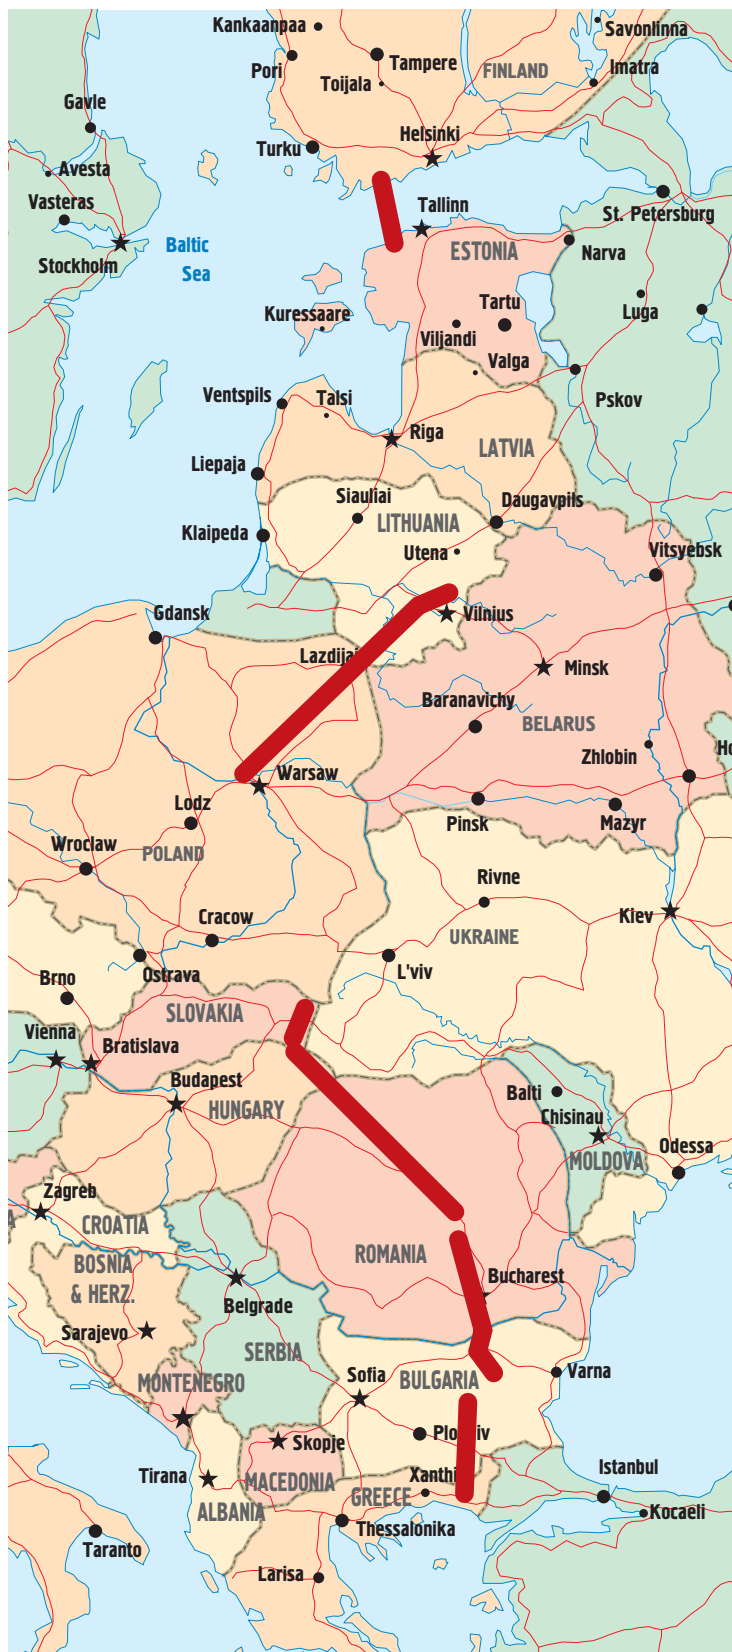 Kankaanpaa
Savonlinna
Pori
Tampere
FINLAND
Imatra
Toijala
Gavle
Turku
Helsinki
Avesta
Vasteras
Tallinn
St. Petersburg
Stockholm
Baltic
Sea
ESTONIA
Narva
Kuressaare
Tartu
Luga
Viljandi
Valga
Ventspils
Talsi
Pskov
Riga
LATVIA
Liepaja
Siauliai
Daugavpils
LITHUANIA
Klaipeda
Utena
Vitsyebsk
Gdansk
Vilnius
Lazdijai
Minsk
Baranavichy
BELARUS
Zhlobin
Warsaw
Lodz
Pinsk
Mazyr
Wroclaw
POLAND
Rivne
Cracow
Kiev
UKRAINE
Ostrava
L'viv
Brno
SLOVAKIA
Vienna
Bratislava
Budapest
HUNGARY
Balti
Chisinau
Odessa
MOLDOVA
Zagreb
CROATIA
BOSNIA
& HERZ.
ROMANIA
Bucharest
Belgrade
Sarajevo
SERBIA
Varna
MONTENEGRO
Sofia
BULGARIA
Skopje
Tirana
MACEDONIA
Xanthi
Istanbul
ALBANIA
GREECE
Kocaeli
Thessalonika
Taranto
Larisa